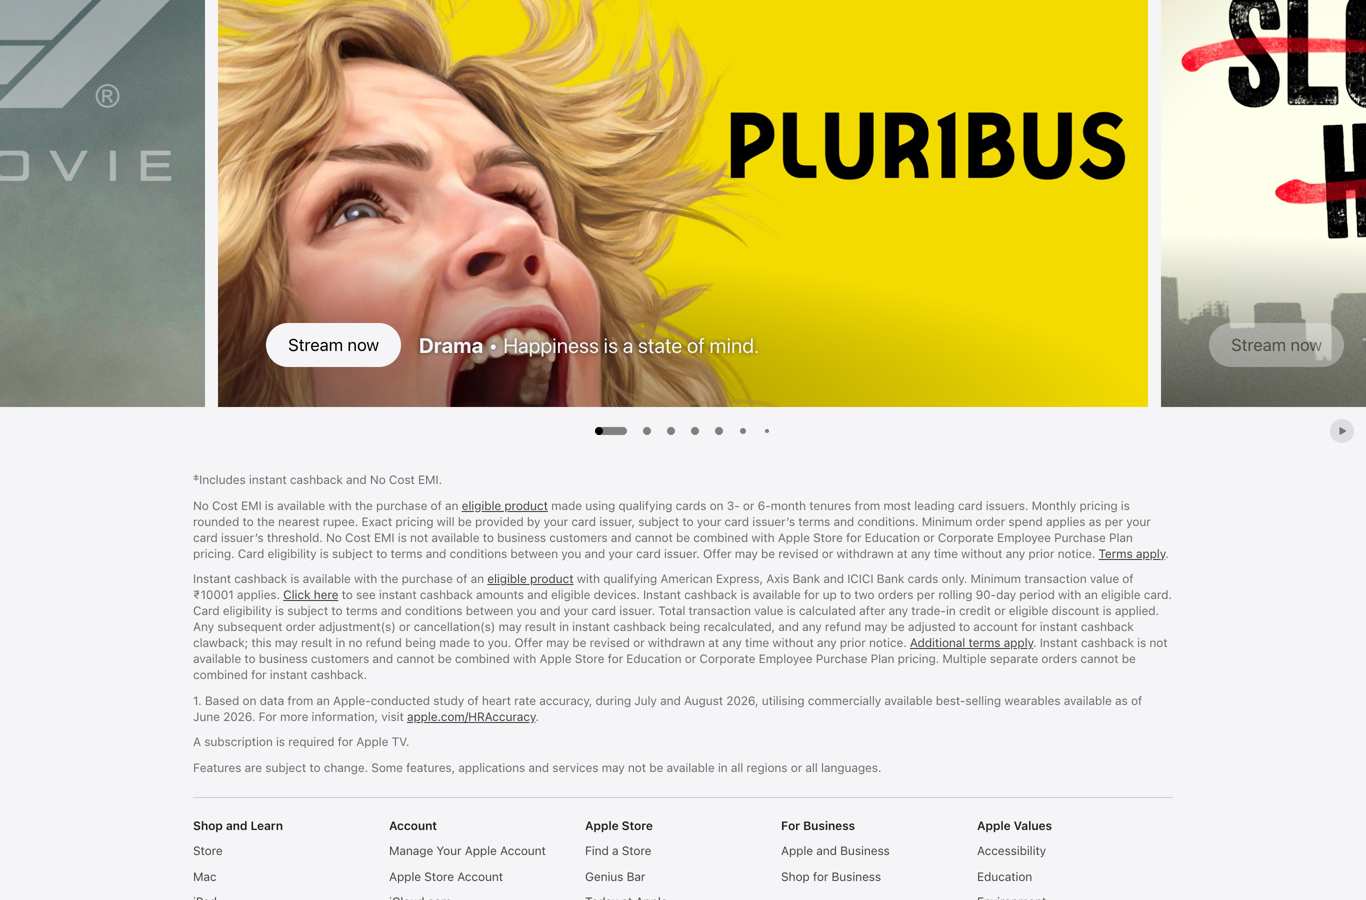 ®
OVIE
PLUR1BUS
SLO
H
Stream now
Drama • Happiness is a state of mind.
Stream now
‡Includes instant cashback and No Cost EMI.
No Cost EMI is available with the purchase of an eligible product made using qualifying cards on 3- or 6-month tenures from most leading card issuers. Monthly pricing is
rounded to the nearest rupee. Exact pricing will be provided by your card issuer, subject to your card issuer’s terms and conditions. Minimum order spend applies as per your
card issuer’s threshold. No Cost EMI is not available to business customers and cannot be combined with Apple Store for Education or Corporate Employee Purchase Plan
pricing. Card eligibility is subject to terms and conditions between you and your card issuer. Offer may be revised or withdrawn at any time without any prior notice. Terms apply.
Instant cashback is available with the purchase of an eligible product with qualifying American Express, Axis Bank and ICICI Bank cards only. Minimum transaction value of
₹10001 applies. Click here to see instant cashback amounts and eligible devices. Instant cashback is available for up to two orders per rolling 90-day period with an eligible card.
Card eligibility is subject to terms and conditions between you and your card issuer. Total transaction value is calculated after any trade-in credit or eligible discount is applied.
Any subsequent order adjustment(s) or cancellation(s) may result in instant cashback being recalculated, and any refund may be adjusted to account for instant cashback
clawback; this may result in no refund being made to you. Offer may be revised or withdrawn at any time without any prior notice. Additional terms apply. Instant cashback is not
available to business customers and cannot be combined with Apple Store for Education or Corporate Employee Purchase Plan pricing. Multiple separate orders cannot be
combined for instant cashback.
1. Based on data from an Apple-conducted study of heart rate accuracy, during July and August 2026, utilising commercially available best-selling wearables available as of
June 2026. For more information, visit apple.com/HRAccuracy.
A subscription is required for Apple TV.
Features are subject to change. Some features, applications and services may not be available in all regions or all languages.
Shop and Learn
Store
Mac
iPad
Account
Manage Your Apple Account
Apple Store Account
iCloud.com
Apple Store
Find a Store
Genius Bar
Today at Apple
For Business
Apple and Business
Shop for Business
Apple Values
Accessibility
Education
Environment